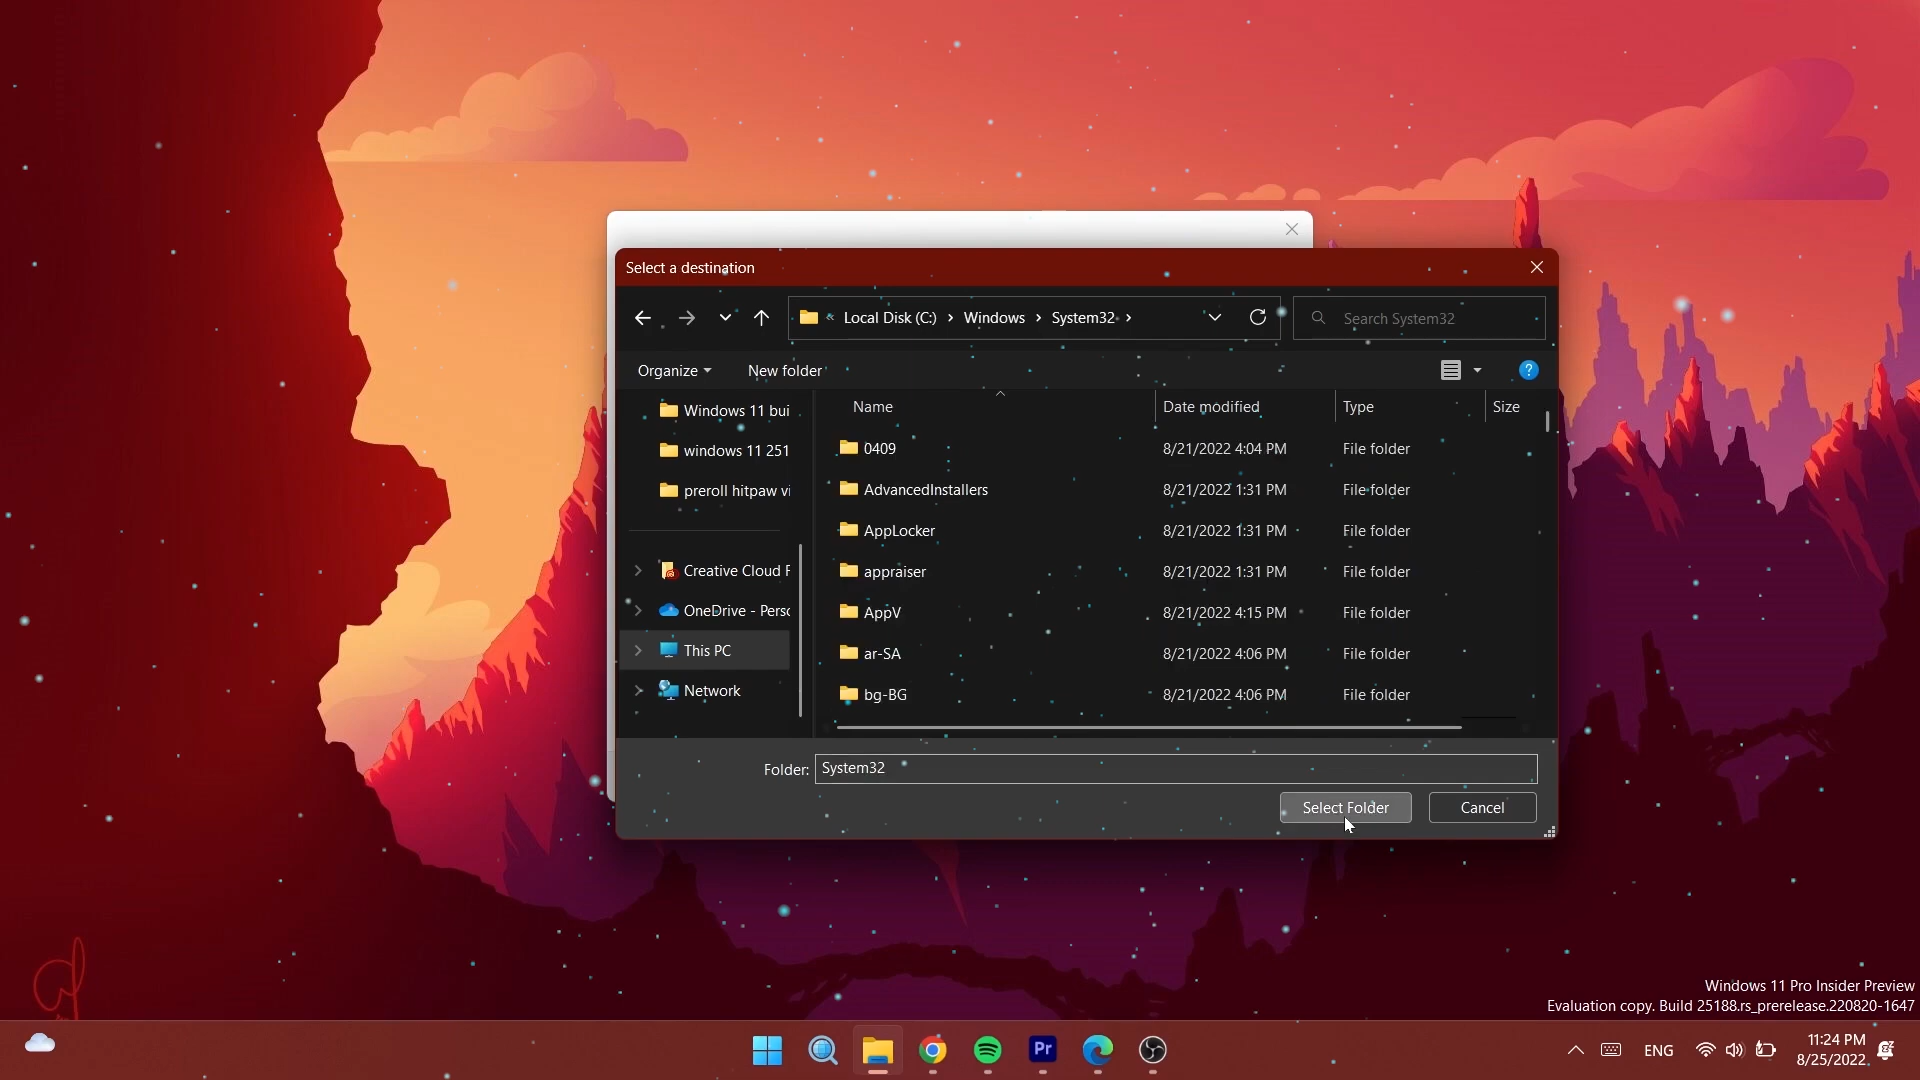 Select a destination
Local Disk (C:) › Windows › System32 ›
Search System32
Organize
New folder
?
Name
Date modified
Type
Size
Windows 11 bui
windows 11 251
preroll hitpaw vi
Creative Cloud F
OneDrive - Perso
This PC
Network
0409 8/21/2022 4:04 PM File folder
AdvancedInstallers 8/21/2022 1:31 PM File folder
AppLocker 8/21/2022 1:31 PM File folder
appraiser 8/21/2022 1:31 PM File folder
AppV 8/21/2022 4:15 PM File folder
ar-SA 8/21/2022 4:06 PM File folder
bg-BG 8/21/2022 4:06 PM File folder
Folder: System32
Select Folder
Cancel
Windows 11 Pro Insider Preview
Evaluation copy. Build 25188.rs_prerelease.220820-1647
Pr
ENG
11:24 PM
8/25/2022